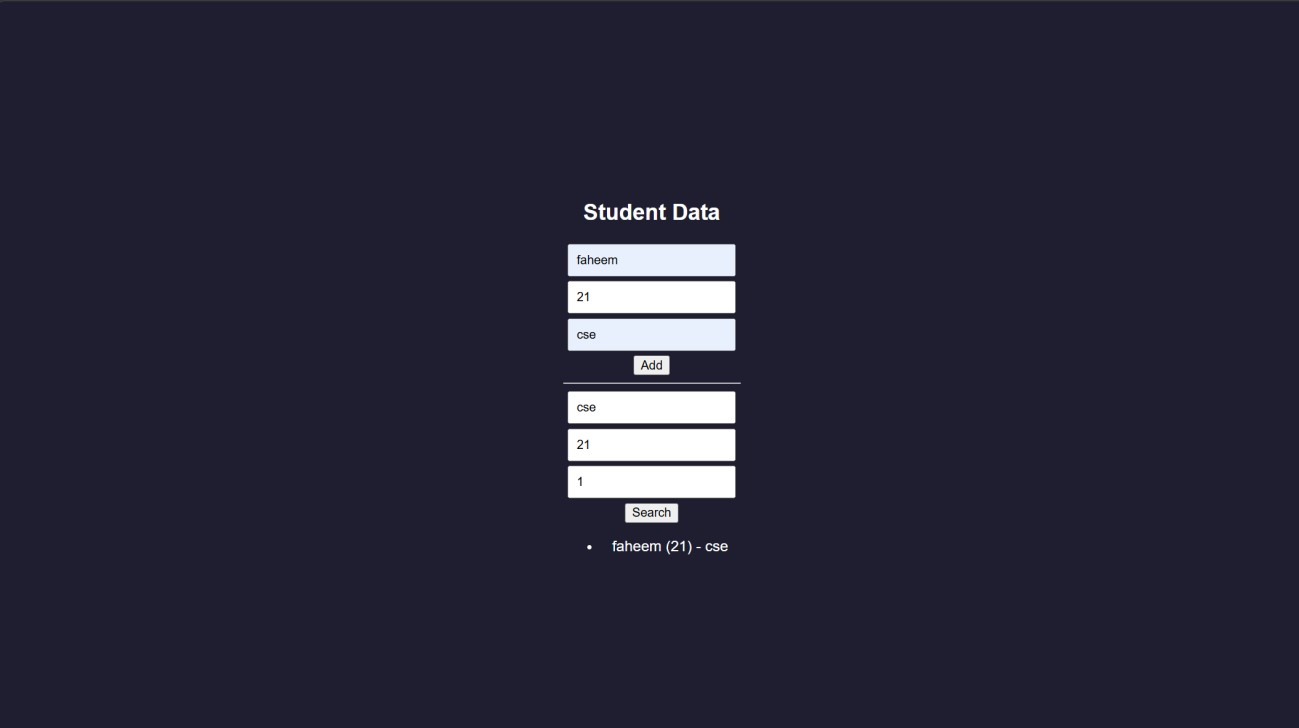 Student Data
faheem
21
cse
Add
cse
21
1
Search
• faheem (21) - cse